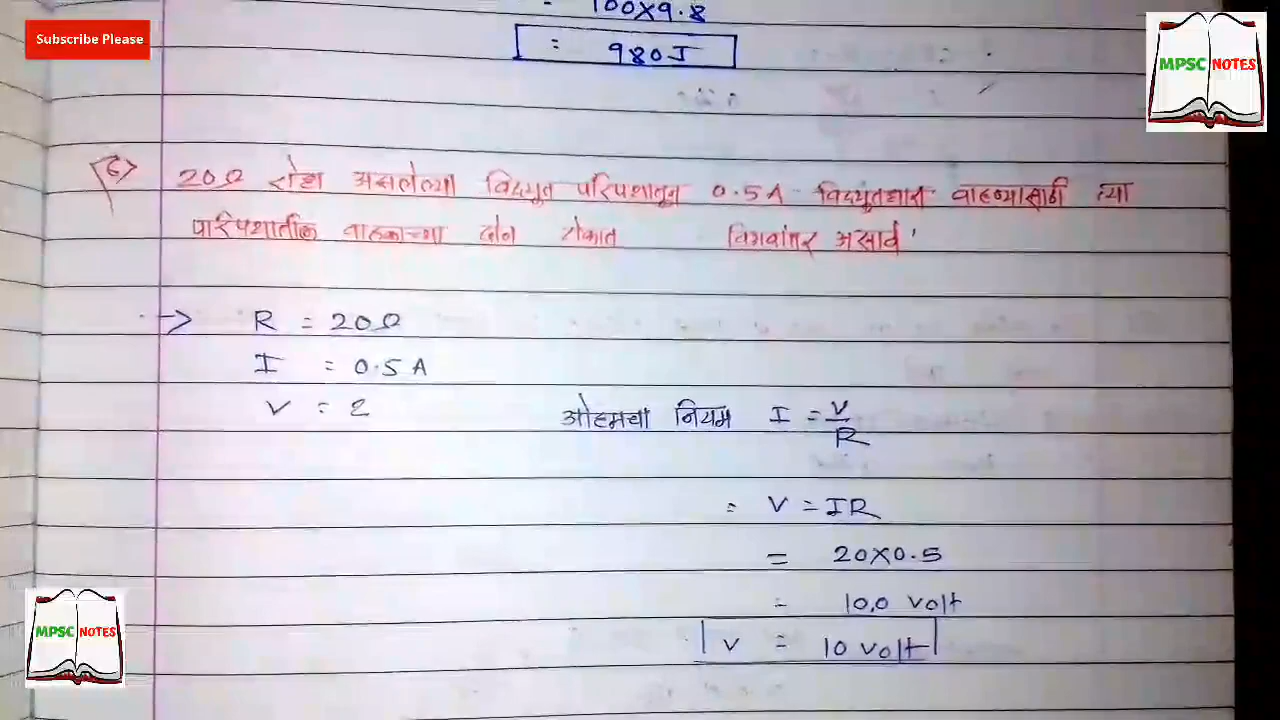 Subscribe Please
= 100X9.8
= 980J
MPSC NOTES
6) 20Ω रोध असलेल्या विद्युत परिपथातून 0.5A विद्युतधारा वाहण्यासाठी त्या
परिपथातील वाहकाच्या दोन टोकात विभवांतर असावे
→ R = 20Ω
I = 0.5 A
V = ?
ओहमचा नियम I = V/R
= V = IR
= 20X0.5
= 10.0 volt
V = 10 volt
MPSC NOTES